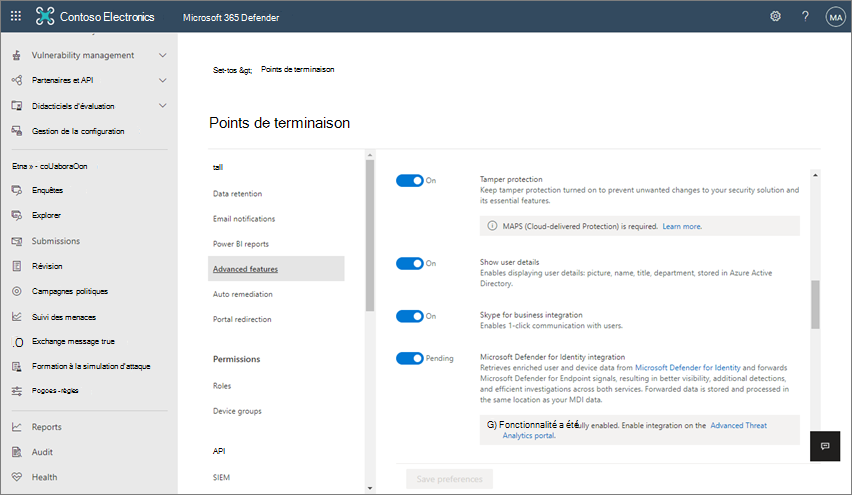 Contoso Electronics Microsoft 365 Defender ? MA
Vulnerability management
Partenaires et API
Didacticiels d'évaluation
Gestion de la configuration
Etna » - coUaboraOon
Enquêtes
Explorer
Submissions
Révision
Campagnes politiques
Suivi des menaces
.O Exchange message true
Formation à la simulation d'attaque
Reports
Audit
Health
Set-tos &gt; Points de terminaison
Points de terminaison
tall
Data retention
Email notifications
Power BI reports
Advanced features
Auto remediation
Portal redirection
Permissions
Roles
Device groups
API
SIEM
On
Tamper protection
Keep tamper protection turned on to prevent unwanted changes to your security solution and
its essential features.
MAPS (Cloud-delivered Protection) is required. Learn more.
On
Show user details
Enables displaying user details: picture, name, title, department, stored in Azure Active
Directory.
On
Skype for business integration
Enables 1-click communication with users.
Pending
Microsoft Defender for Identity integration
Retrieves enriched user and device data from Microsoft Defender for Identity and forwards
Microsoft Defender for Endpoint signals, resulting in better visibility, additional detections,
and efficient investigations across both services. Forwarded data is stored and processed in
the same location as your MDI data.
G) Fonctionnalité a été fully enabled. Enable integration on the Advanced Threat
Analytics portal.
Save preferences